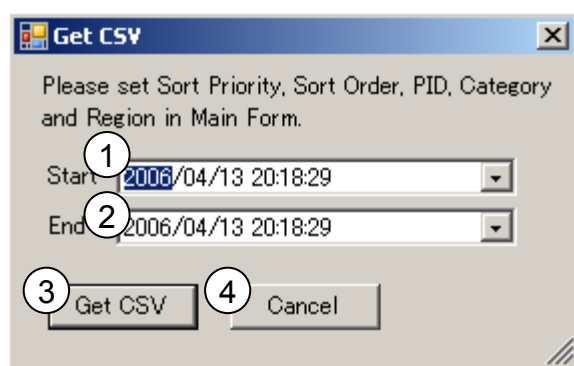 Get CSV
Please set Sort Priority, Sort Order, PID, Category
and Region in Main Form.
1
Start 2006/04/13 20:18:29
2
End 2006/04/13 20:18:29
3 Get CSV 4 Cancel